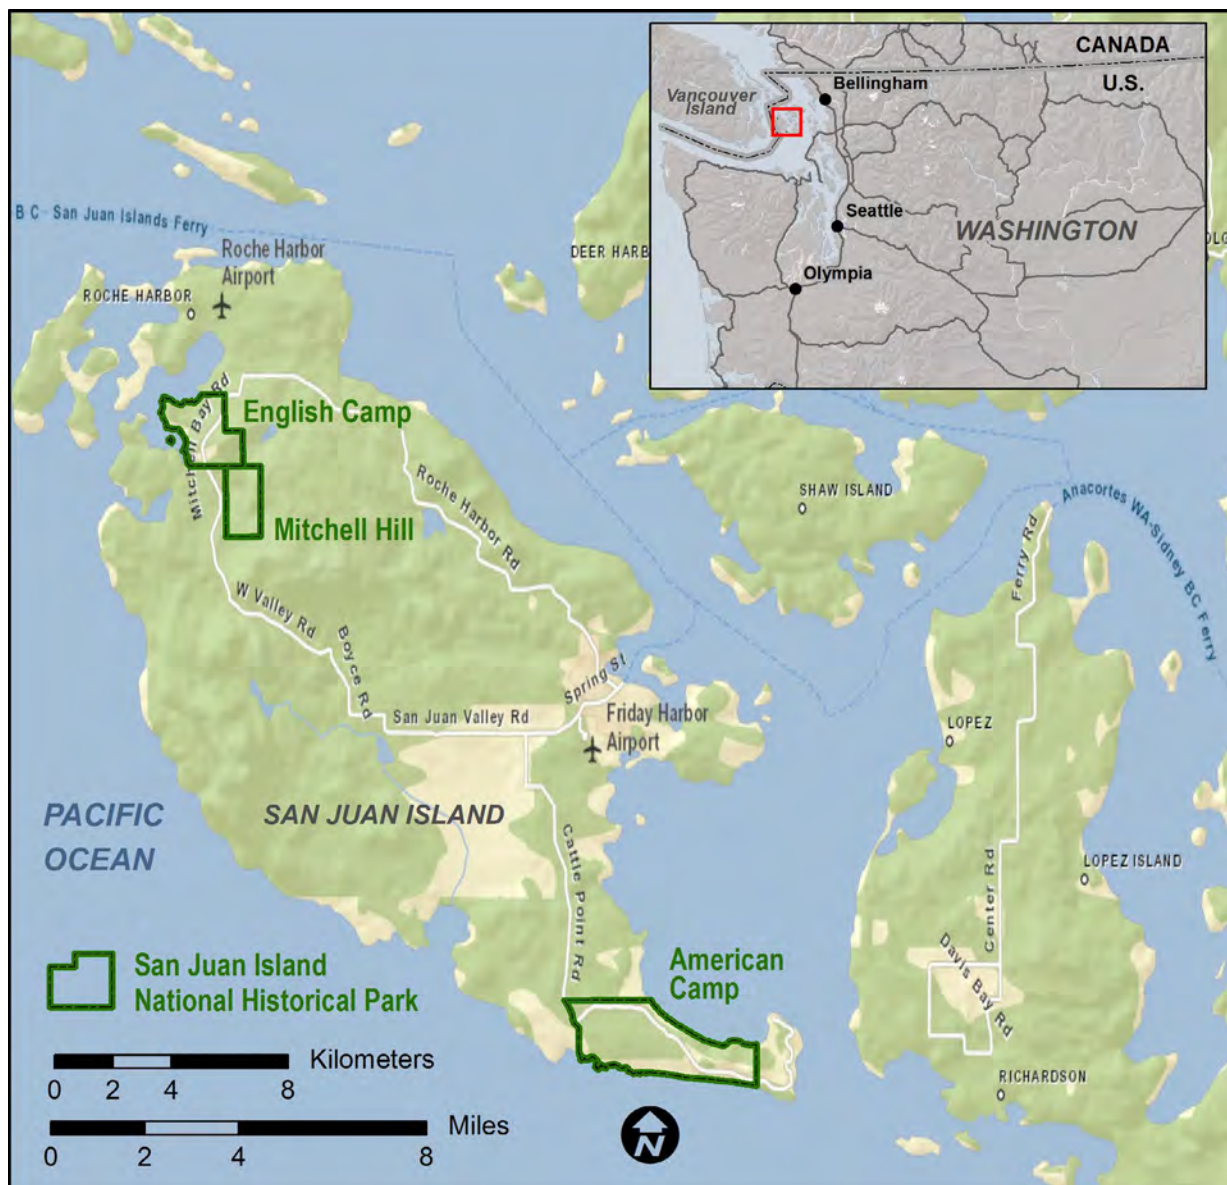 CANADA
U.S.
Vancouver
Island
Bellingham
Seattle
WASHINGTON
Olympia
BC - San Juan Islands Ferry
Roche Harbor
Airport
ROCHE HARBOR
DEER HARB
English Camp
Mitchell Bay Rd
Mitchell Hill
Roche Harbor Rd
SHAW ISLAND
Anacortes WA-Sidney BC Ferry
Ferry Rd
W Valley Rd
Boyce Rd
Spring St
San Juan Valley Rd
Friday Harbor
Airport
LOPEZ
PACIFIC
OCEAN
SAN JUAN ISLAND
Cattle Point Rd
Center Rd
LOPEZ ISLAND
Davis Bay Rd
American
Camp
San Juan Island
National Historical Park
Kilometers
0 2 4 8
Miles
0 2 4 8
N
RICHARDSON